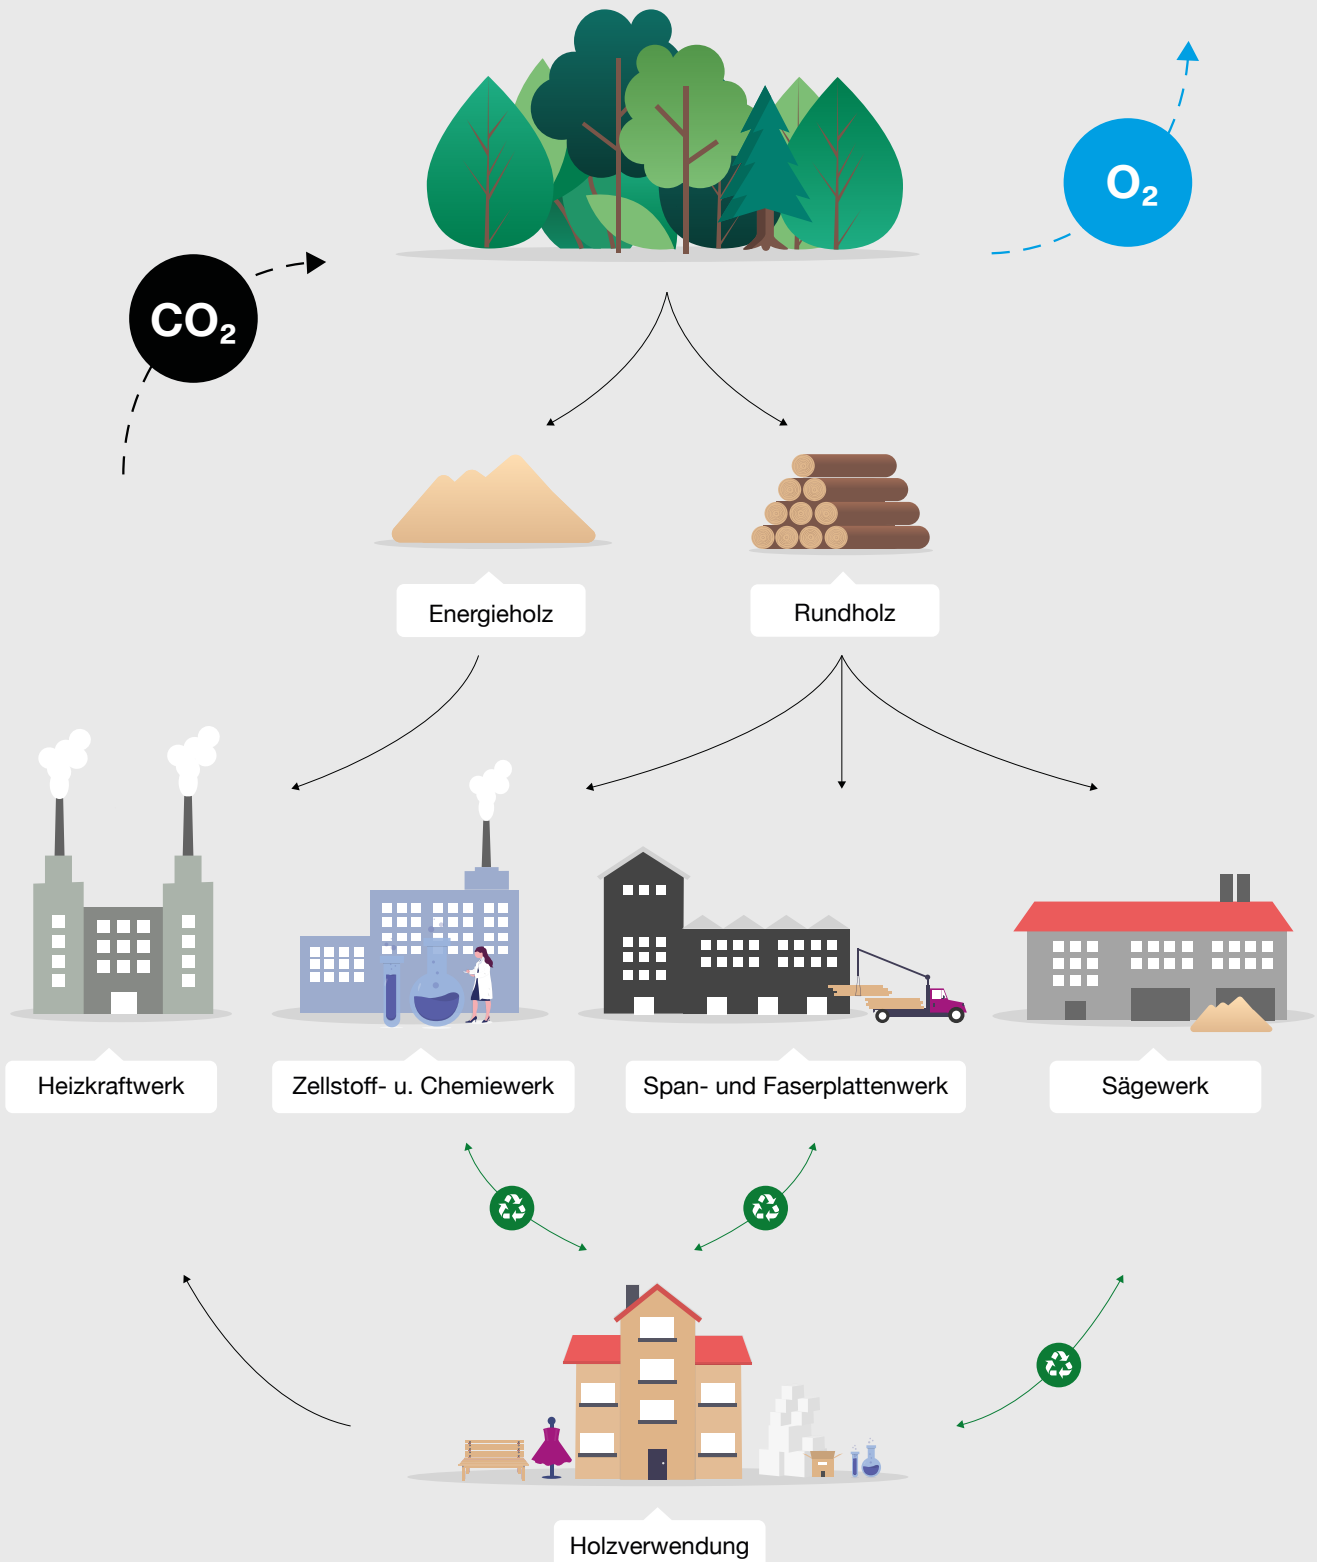 O₂
CO₂
Energieholz
Rundholz
Heizkraftwerk
Zellstoff- u. Chemiewerk
Span- und Faserplattenwerk
Sägewerk
Holzverwendung